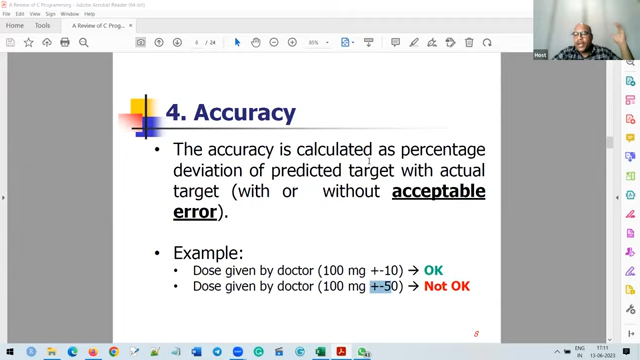 A Review of C Programming - Adobe Acrobat Reader (64-bit)
File Edit View Sign Window Help
Home Tools A Review of C Prog... ×
6 / 24 85%
Host
4. Accuracy
• The accuracy is calculated as percentage
deviation of predicted target with actual
target (with or without acceptable
error).
• Example:
• Dose given by doctor (100 mg +-10) → OK
• Dose given by doctor (100 mg +-50) → Not OK
8
ENG
IN
17:11
13-06-2023